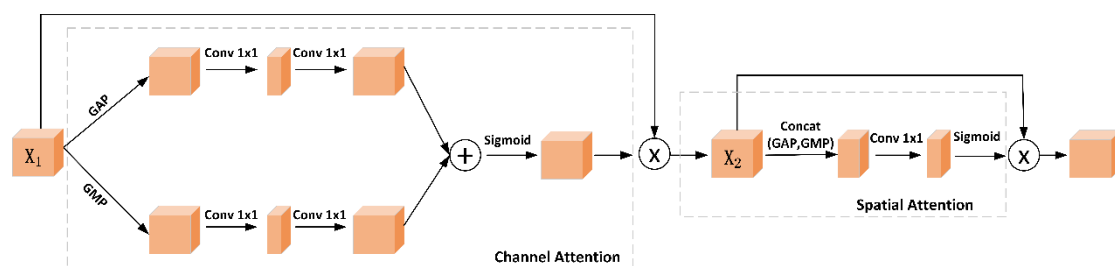 Conv 1x1
Conv 1x1
GAP
X₁
GMP
Conv 1x1
Conv 1x1
+
Sigmoid
Channel Attention
X
X₂
Concat
(GAP,GMP)
Conv 1x1
Sigmoid
X
Spatial Attention